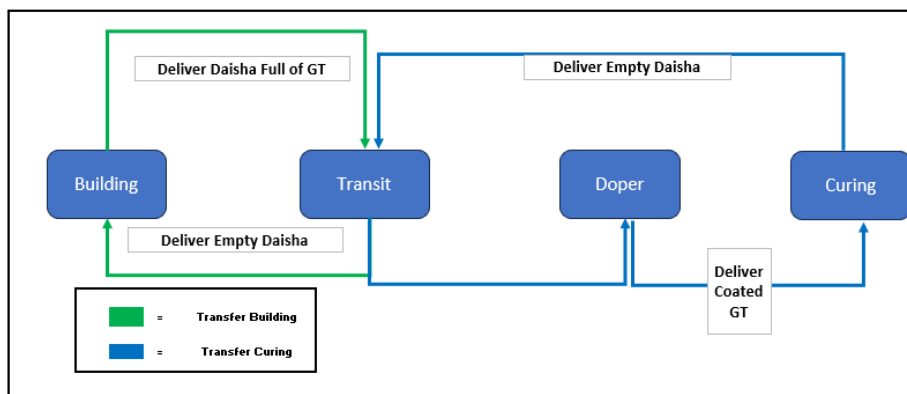 Deliver Daisha Full of GT
Deliver Empty Daisha
Building
Transit
Doper
Curing
Deliver Empty Daisha
Deliver
Coated
GT
= Transfer Building
= Transfer Curing